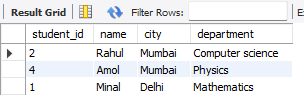 Result Grid Filter Rows:
student_id name city department
2 Rahul Mumbai Computer science
4 Amol Mumbai Physics
1 Minal Delhi Mathematics